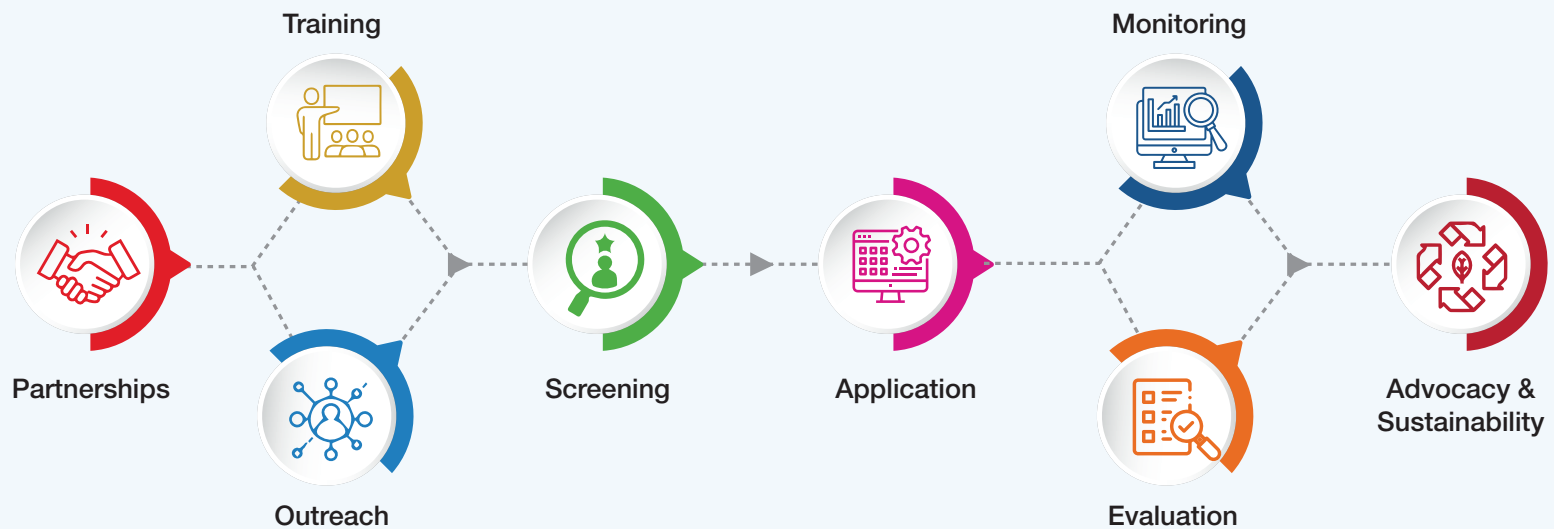 Training
Monitoring
Partnerships
Screening
Application
Advocacy &
Sustainability
Outreach
Evaluation